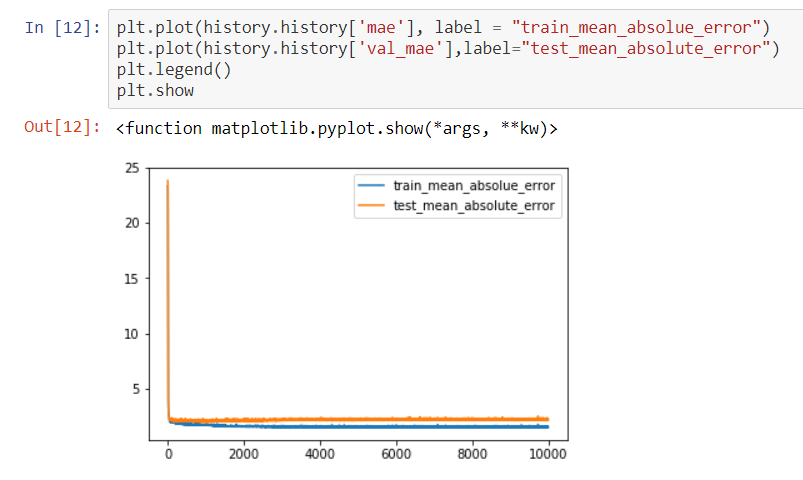 In [12]: plt.plot(history.history['mae'], label = "train_mean_absolue_error")
plt.plot(history.history['val_mae'],label="test_mean_absolute_error")
plt.legend()
plt.show
Out[12]: <function matplotlib.pyplot.show(*args, **kw)>
25
train_mean_absolue_error
test_mean_absolute_error
20
15
10
5
0 2000 4000 6000 8000 10000